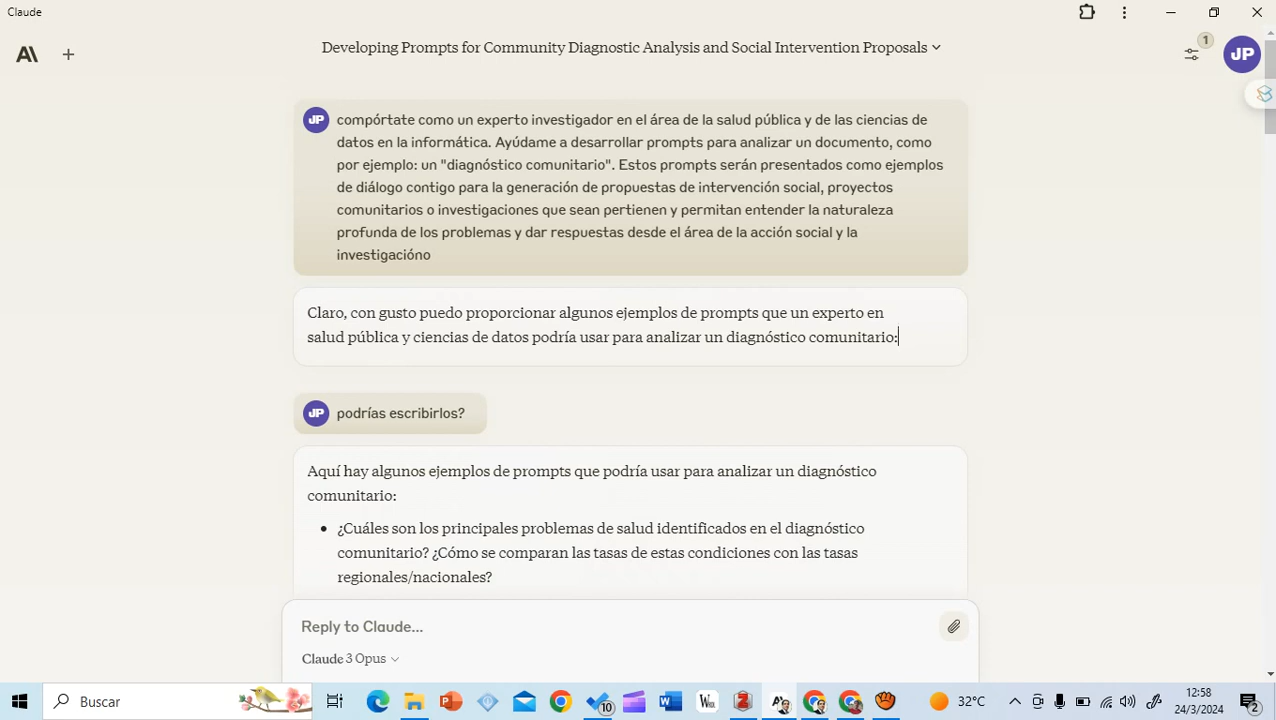 Claude
Developing Prompts for Community Diagnostic Analysis and Social Intervention Proposals
1
JP
JP
compórtate como un experto investigador en el área de la salud pública y de las ciencias de
datos en la informática. Ayúdame a desarrollar prompts para analizar un documento, como
por ejemplo: un "diagnóstico comunitario". Estos prompts serán presentados como ejemplos
de diálogo contigo para la generación de propuestas de intervención social, proyectos
comunitarios o investigaciones que sean pertienen y permitan entender la naturaleza
profunda de los problemas y dar respuestas desde el área de la acción social y la
investigacióno
Claro, con gusto puedo proporcionar algunos ejemplos de prompts que un experto en
salud pública y ciencias de datos podría usar para analizar un diagnóstico comunitario:
JP
podrías escribirlos?
Aquí hay algunos ejemplos de prompts que podría usar para analizar un diagnóstico
comunitario:
• ¿Cuáles son los principales problemas de salud identificados en el diagnóstico
comunitario? ¿Cómo se comparan las tasas de estas condiciones con las tasas
regionales/nacionales?
Reply to Claude...
Claude 3 Opus
Buscar
10
32°C
12:58
24/3/2024
2